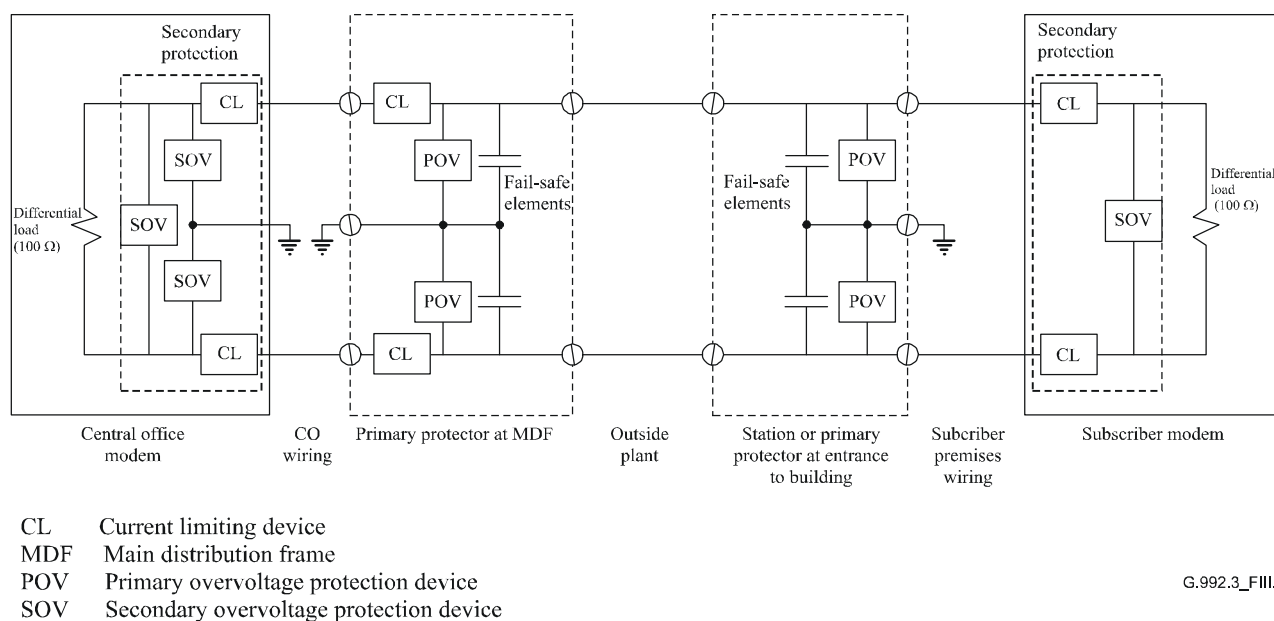 Secondary
protection
CL
SOV
SOV
SOV
CL
Differential
load
(100 Ω)
CL
POV
Fail-safe
elements
POV
CL
Fail-safe
elements
POV
POV
Secondary
protection
CL
SOV
CL
Differential
load
(100 Ω)
Central office
modem
CO
wiring
Primary protector at MDF
Outside
plant
Station or primary
protector at entrance
to building
Subcriber
premises
wiring
Subscriber modem
CL Current limiting device
MDF Main distribution frame
POV Primary overvoltage protection device
SOV Secondary overvoltage protection device
G.992.3_FIII.